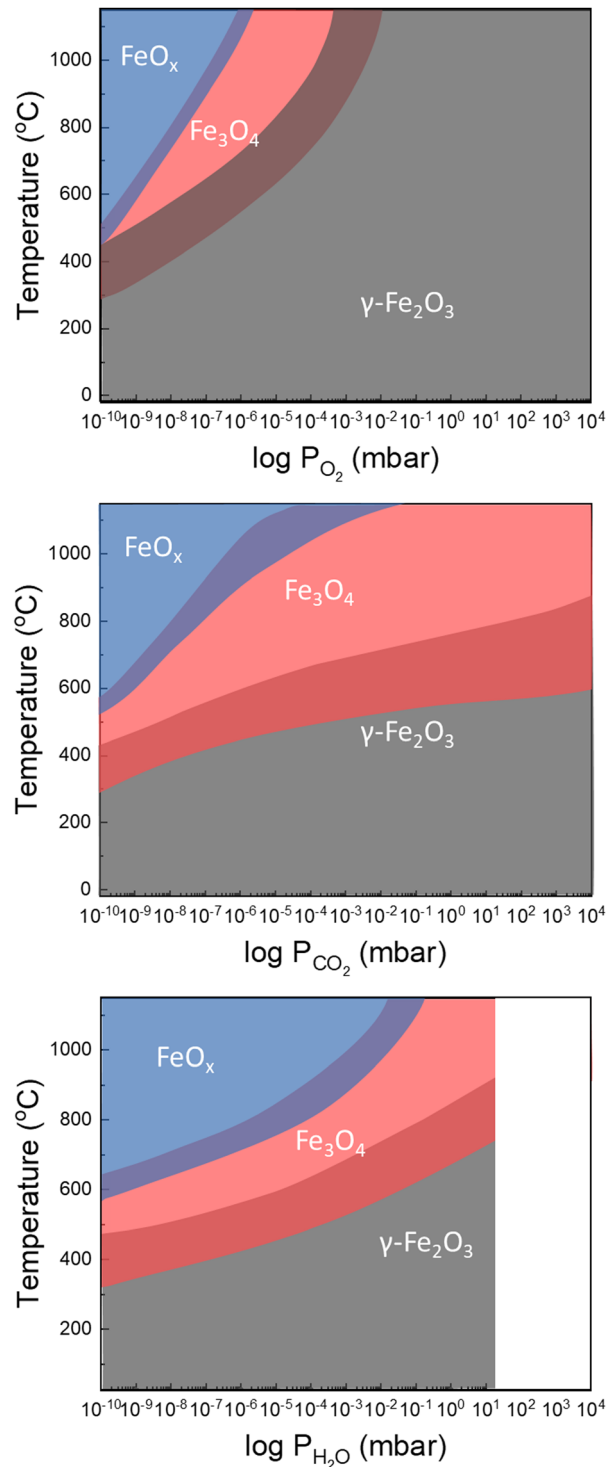 1000
FeOₓ
800
Fe₃O₄
600
400
γ-Fe₂O₃
200
0
Temperature (°C)
10⁻¹⁰ 10⁻⁹ 10⁻⁸ 10⁻⁷ 10⁻⁶ 10⁻⁵ 10⁻⁴ 10⁻³ 10⁻² 10⁻¹ 10⁰ 10¹ 10² 10³ 10⁴
log P_O₂ (mbar)
1000
FeOₓ
Fe₃O₄
800
600
γ-Fe₂O₃
400
200
0
Temperature (°C)
10⁻¹⁰ 10⁻⁹ 10⁻⁸ 10⁻⁷ 10⁻⁶ 10⁻⁵ 10⁻⁴ 10⁻³ 10⁻² 10⁻¹ 10⁰ 10¹ 10² 10³ 10⁴
log P_CO₂ (mbar)
1000
FeOₓ
800
Fe₃O₄
600
γ-Fe₂O₃
400
200
Temperature (°C)
10⁻¹⁰ 10⁻⁹ 10⁻⁸ 10⁻⁷ 10⁻⁶ 10⁻⁵ 10⁻⁴ 10⁻³ 10⁻² 10⁻¹ 10⁰ 10¹ 10² 10³ 10⁴
log P_H₂O (mbar)